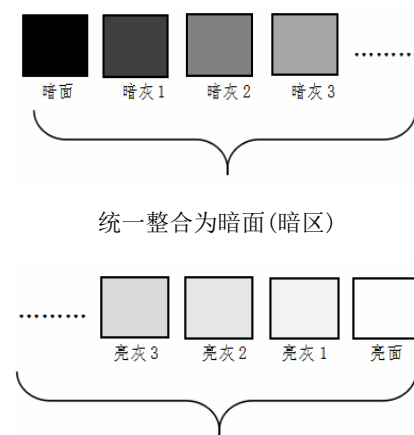 ………
暗面 暗灰1 暗灰2 暗灰3
统一整合为暗面(暗区)
………
亮灰3 亮灰2 亮灰1 亮面